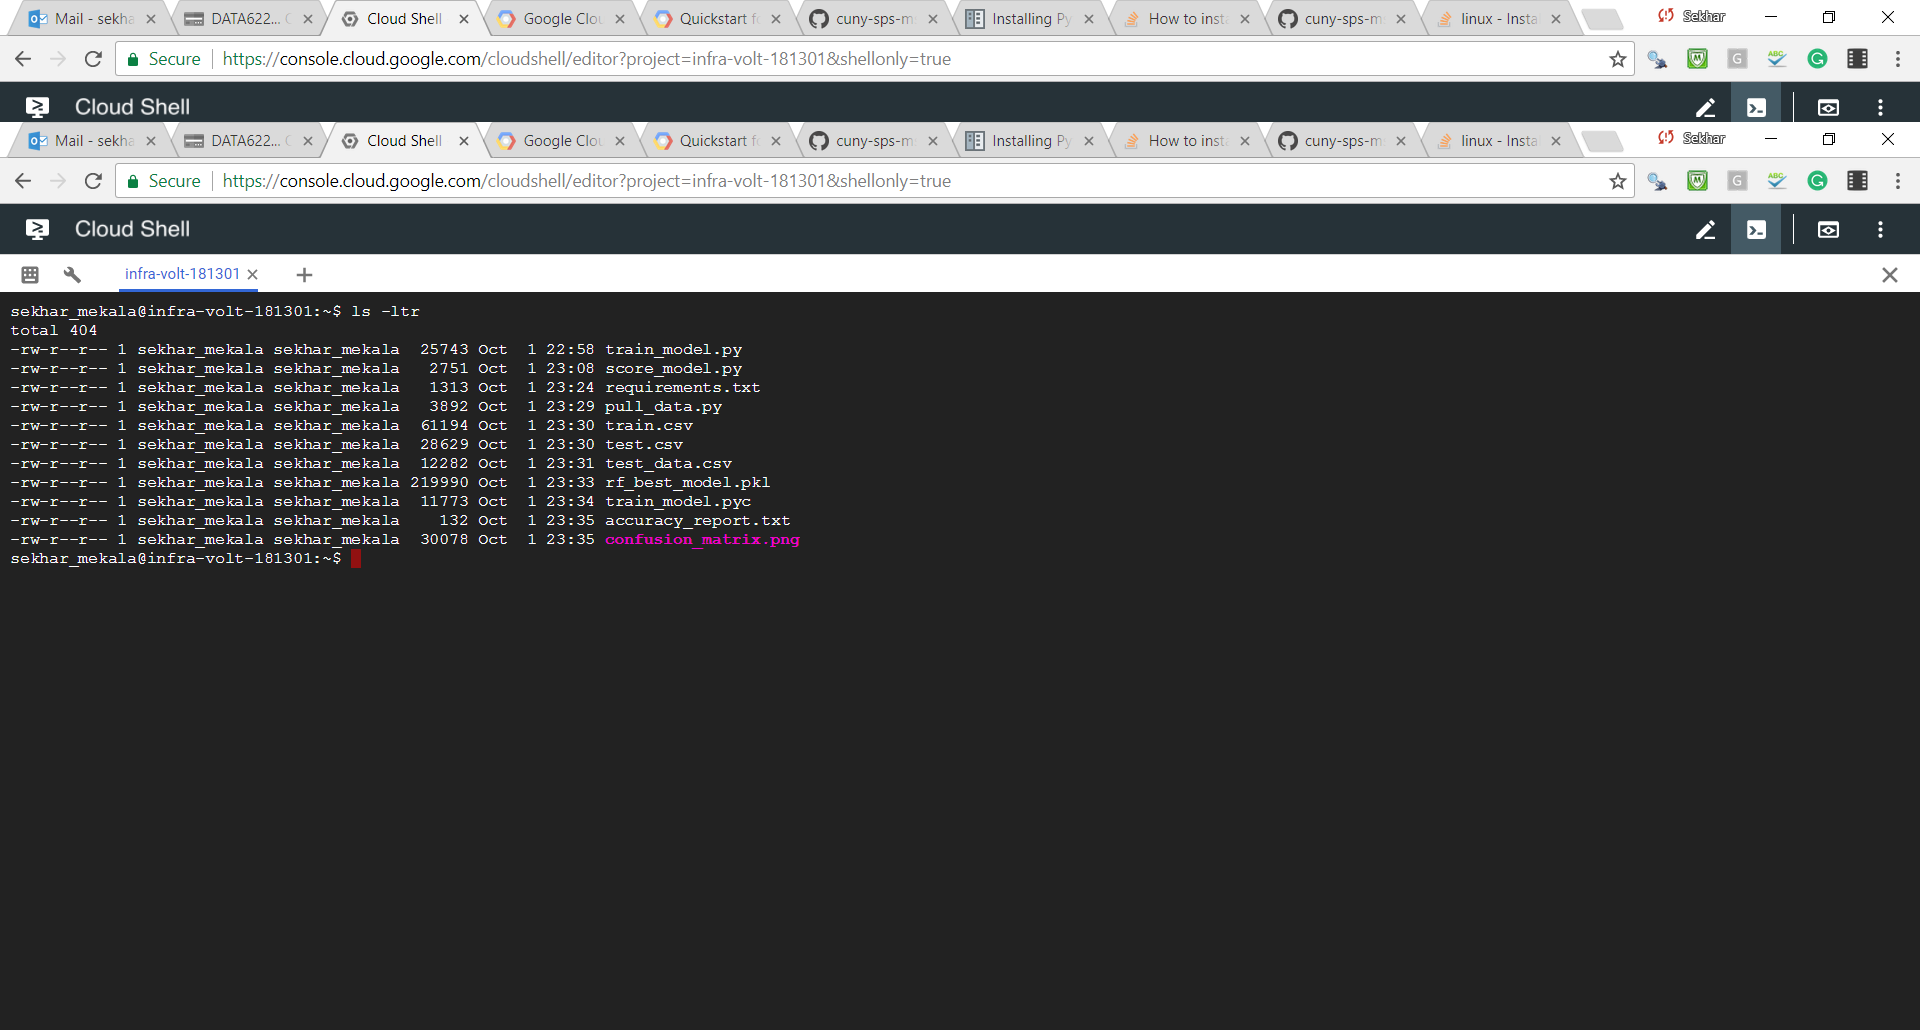 Mail - sekha DATA622... C Cloud Shell Google Clou Quickstart fo cuny-sps-m Installing Py How to insta cuny-sps-m linux - Insta Sekhar
Secure https://console.cloud.google.com/cloudshell/editor?project=infra-volt-181301&shellonly=true
Cloud Shell
Mail - sekha DATA622... C Cloud Shell Google Clou Quickstart fo cuny-sps-m Installing Py How to insta cuny-sps-m linux - Insta Sekhar
Secure https://console.cloud.google.com/cloudshell/editor?project=infra-volt-181301&shellonly=true
Cloud Shell
infra-volt-181301
sekhar_mekala@infra-volt-181301:~$ ls -ltr
total 404
-rw-r--r-- 1 sekhar_mekala sekhar_mekala  25743 Oct  1 22:58 train_model.py
-rw-r--r-- 1 sekhar_mekala sekhar_mekala   2751 Oct  1 23:08 score_model.py
-rw-r--r-- 1 sekhar_mekala sekhar_mekala   1313 Oct  1 23:24 requirements.txt
-rw-r--r-- 1 sekhar_mekala sekhar_mekala   3892 Oct  1 23:29 pull_data.py
-rw-r--r-- 1 sekhar_mekala sekhar_mekala  61194 Oct  1 23:30 train.csv
-rw-r--r-- 1 sekhar_mekala sekhar_mekala  28629 Oct  1 23:30 test.csv
-rw-r--r-- 1 sekhar_mekala sekhar_mekala  12282 Oct  1 23:31 test_data.csv
-rw-r--r-- 1 sekhar_mekala sekhar_mekala 219990 Oct  1 23:33 rf_best_model.pkl
-rw-r--r-- 1 sekhar_mekala sekhar_mekala  11773 Oct  1 23:34 train_model.pyc
-rw-r--r-- 1 sekhar_mekala sekhar_mekala    132 Oct  1 23:35 accuracy_report.txt
-rw-r--r-- 1 sekhar_mekala sekhar_mekala  30078 Oct  1 23:35 confusion_matrix.png
sekhar_mekala@infra-volt-181301:~$